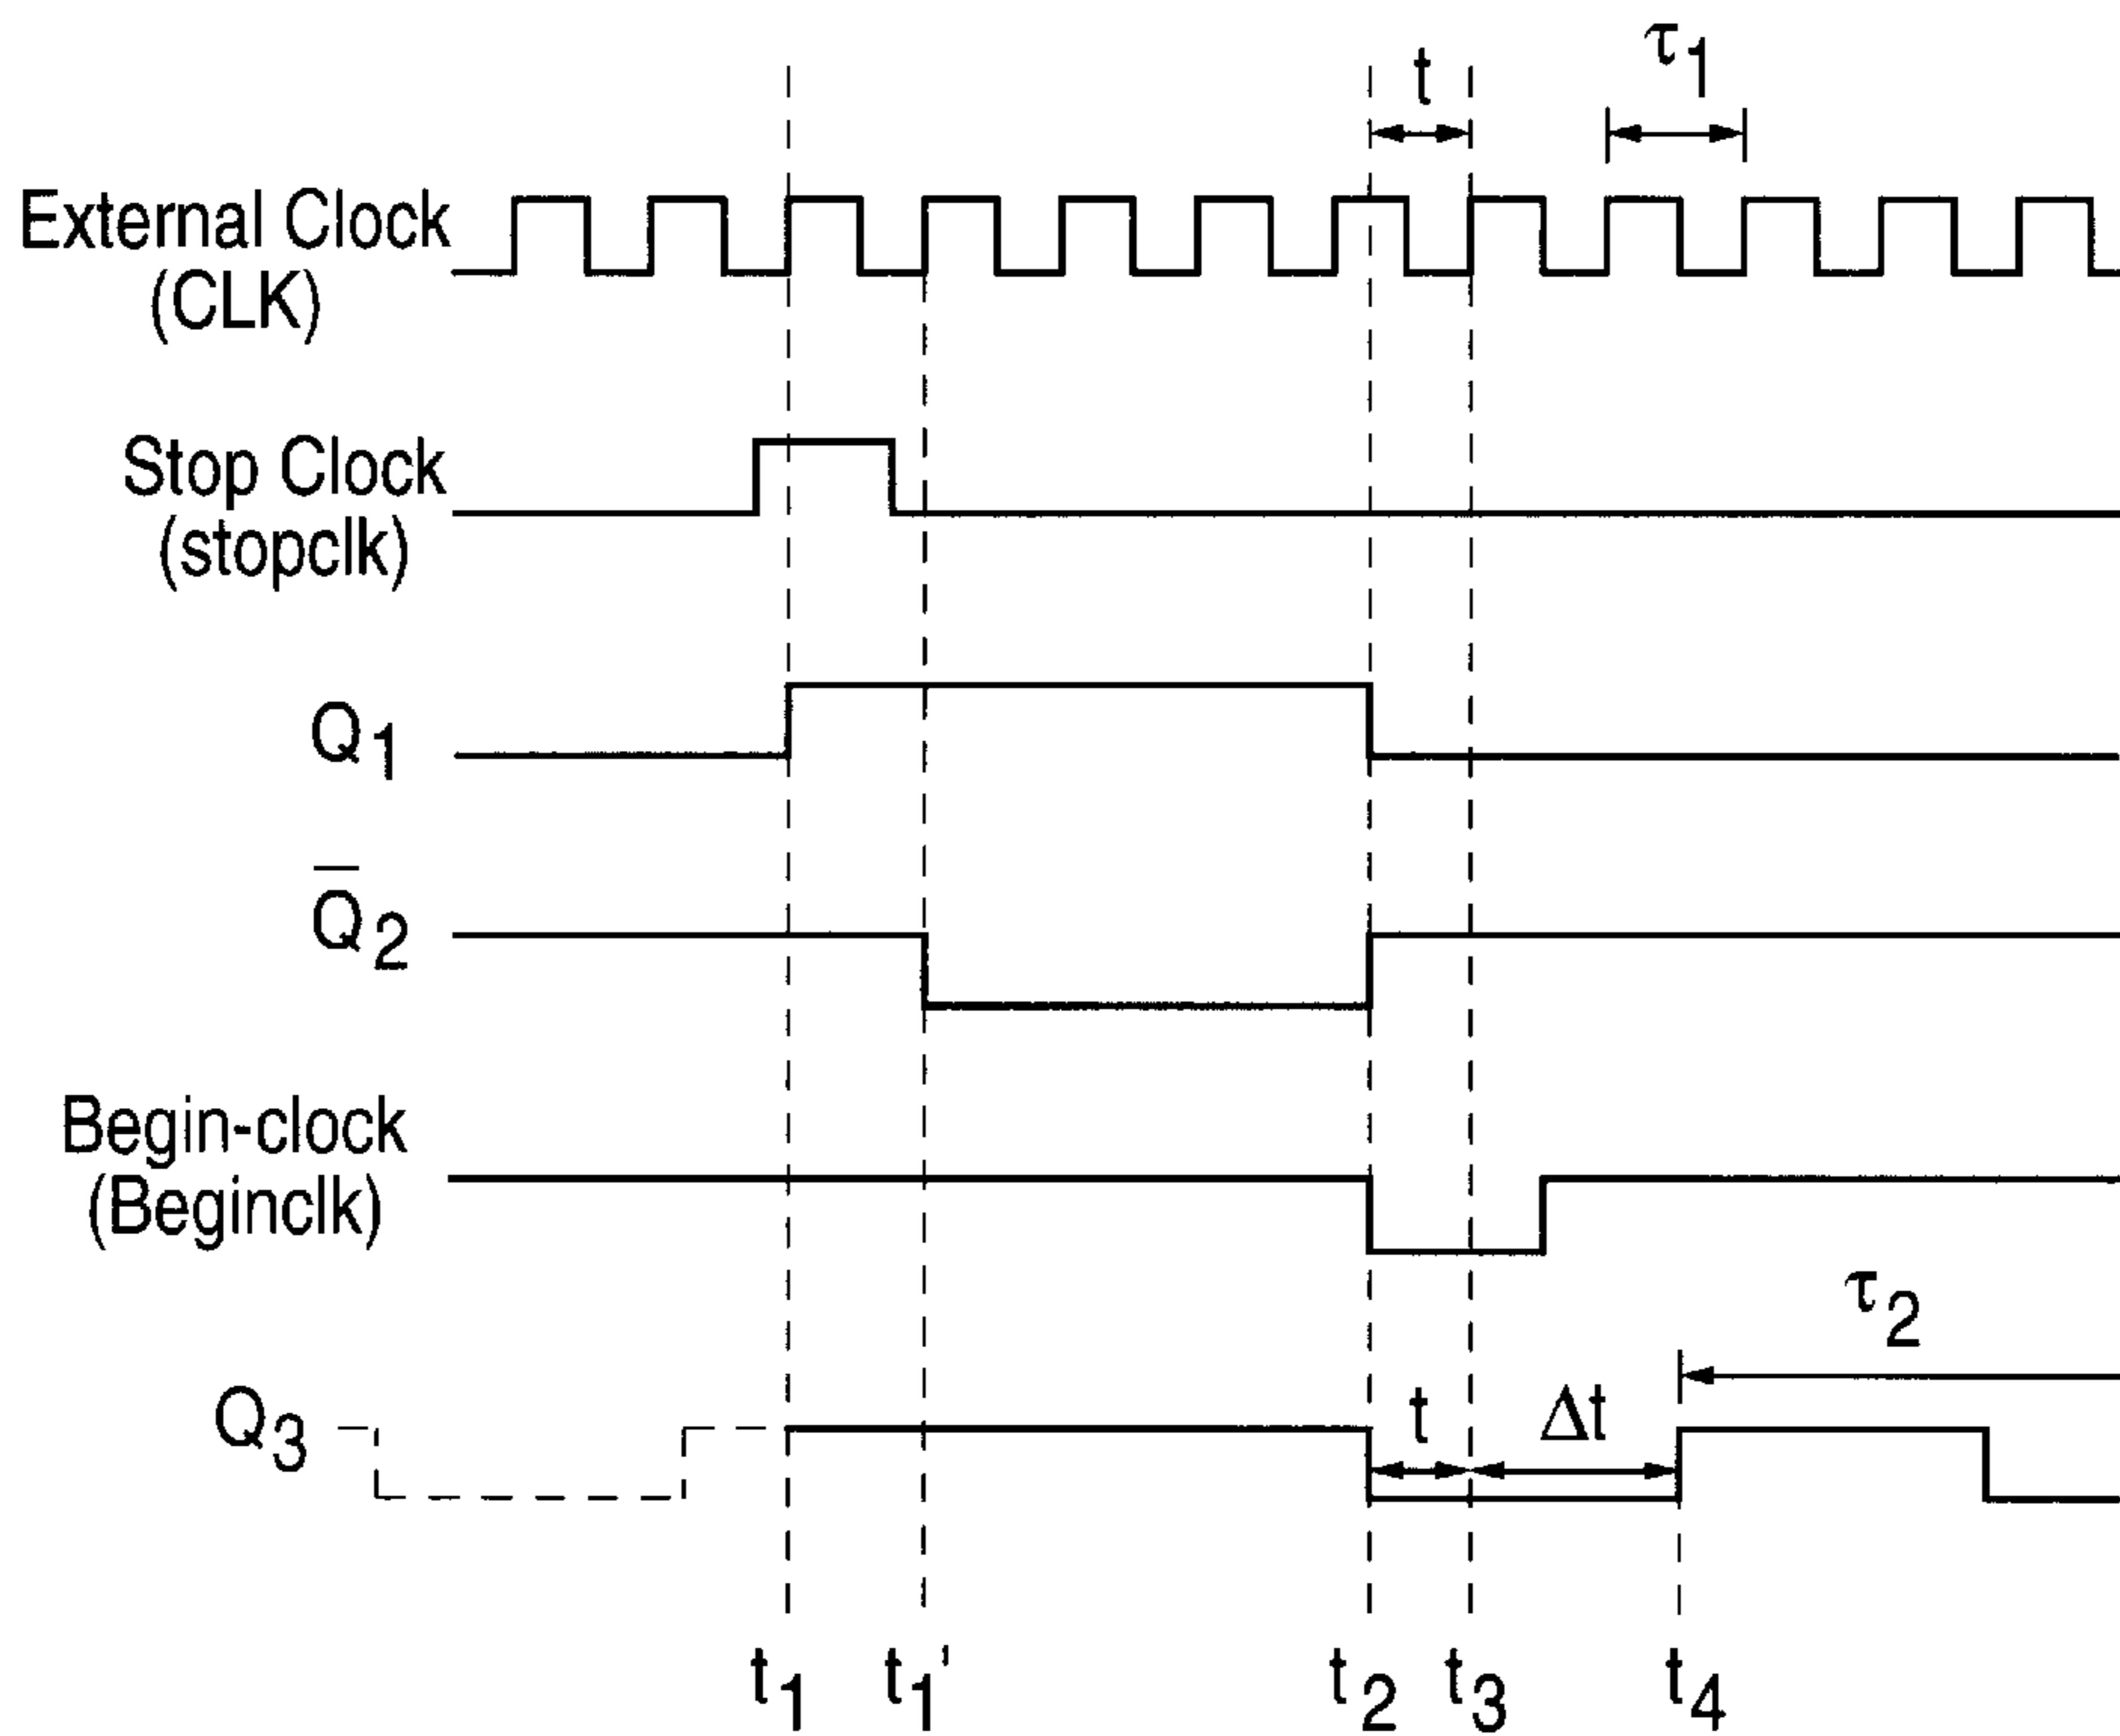 t
τ1
External Clock
(CLK)
Stop Clock
(stopclk)
Q1
Q̅2
Begin-clock
(Beginclk)
τ2
Q3
t
Δt
t1
t1'
t2
t3
t4